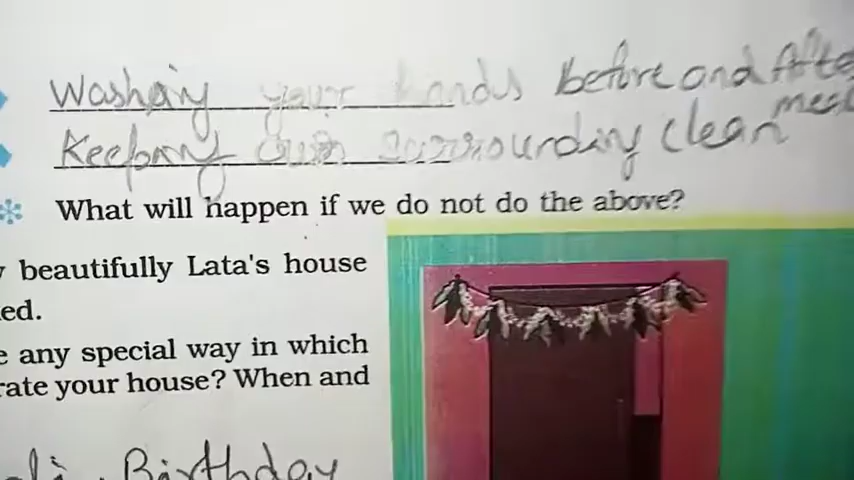 Washing your hands before and After
meal
Keeping our surrounding clean
What will happen if we do not do the above?
beautifully Lata's house
ed.
any special way in which
rate your house? When and
Birthday